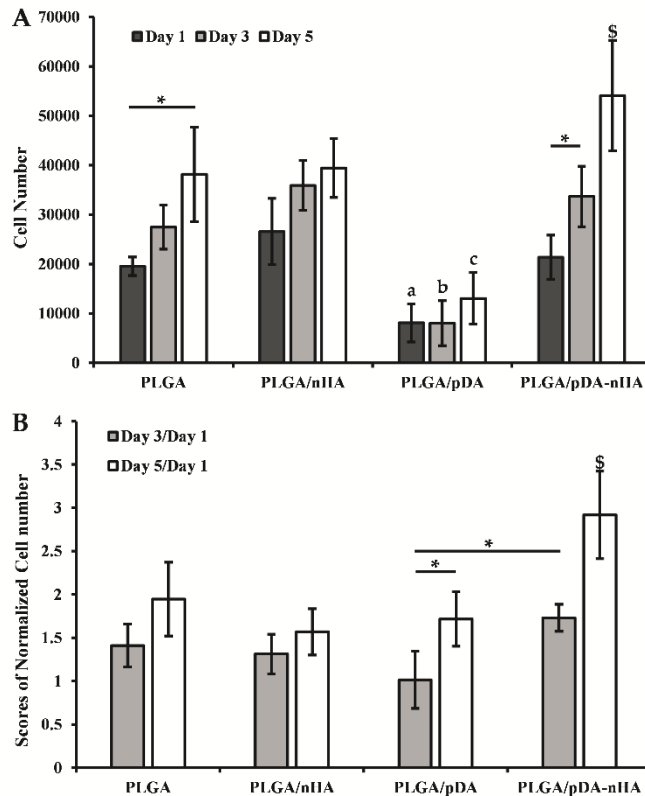 A
70000
60000
50000
40000
30000
20000
10000
0
Cell Number
Day 1 Day 3 Day 5
*
a
b
c
*
$
PLGA PLGA/nHA PLGA/pDA PLGA/pDA-nHA
B
4
3.5
3
2.5
2
1.5
1
0.5
0
Scores of Normalized Cell number
Day 3/Day 1
Day 5/Day 1
*
*
$
PLGA PLGA/nHA PLGA/pDA PLGA/pDA-nHA